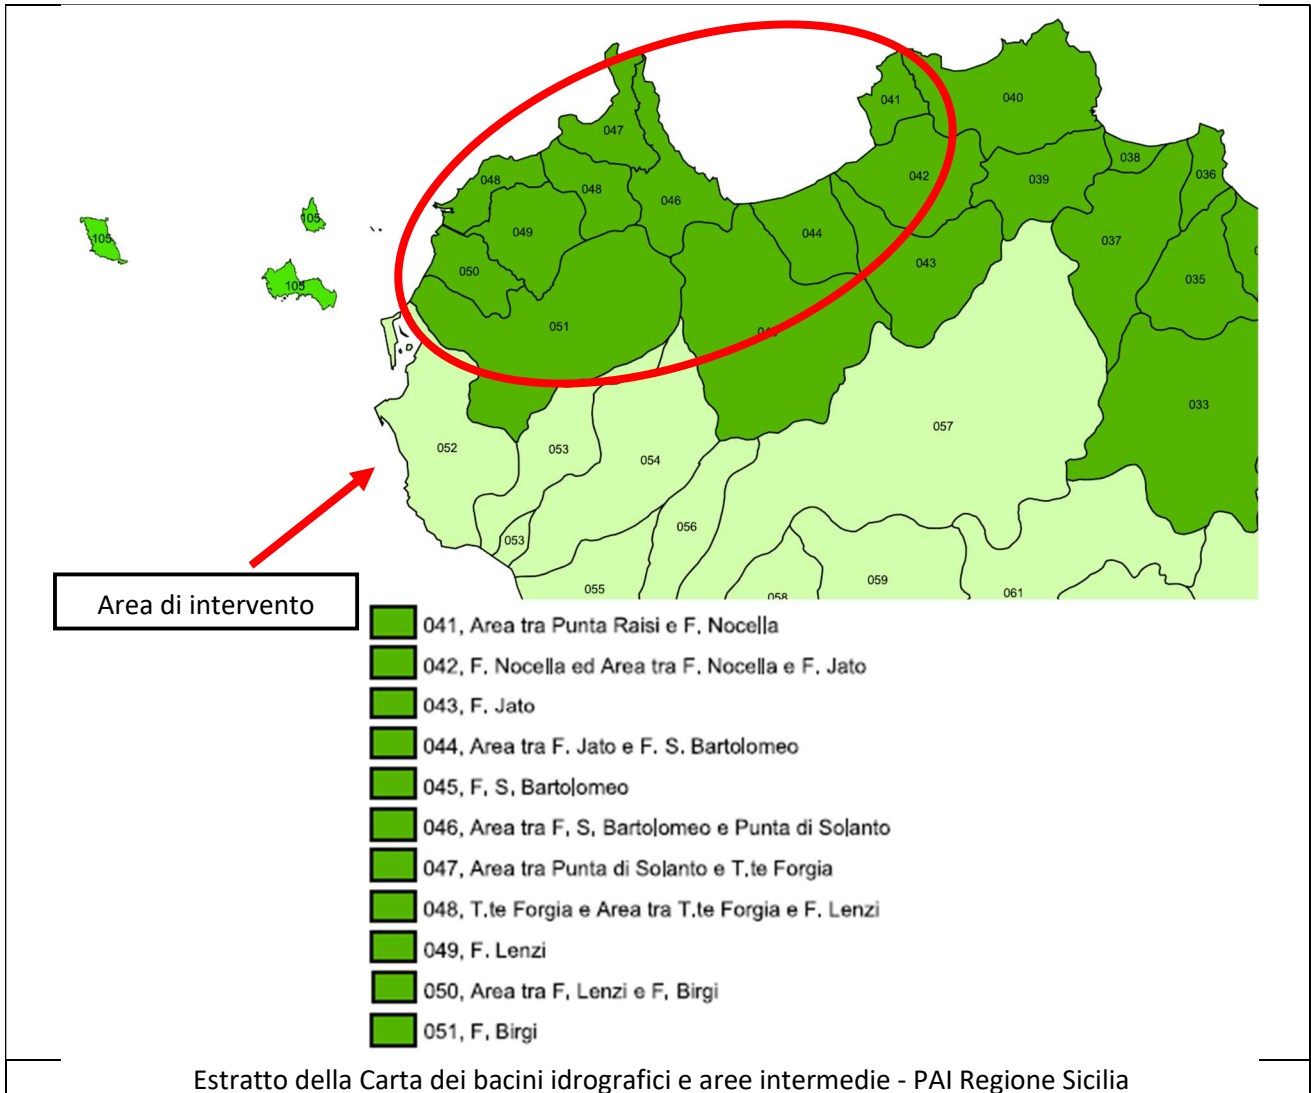 041
040
047
038
048
048
042
039
036
046
105
105
049
044
037
050
043
035
105
051
045
033
057
052
053
054
056
053
059
055
058
061
Area di intervento
041, Area tra Punta Raisi e F. Nocella
042, F. Nocella ed Area tra F. Nocella e F. Jato
043, F. Jato
044, Area tra F. Jato e F. S. Bartolomeo
045, F. S. Bartolomeo
046, Area tra F. S. Bartolomeo e Punta di Solanto
047, Area tra Punta di Solanto e T.te Forgia
048, T.te Forgia e Area tra T.te Forgia e F. Lenzi
049, F. Lenzi
050, Area tra F. Lenzi e F. Birgi
051, F. Birgi
Estratto della Carta dei bacini idrografici e aree intermedie - PAI Regione Sicilia